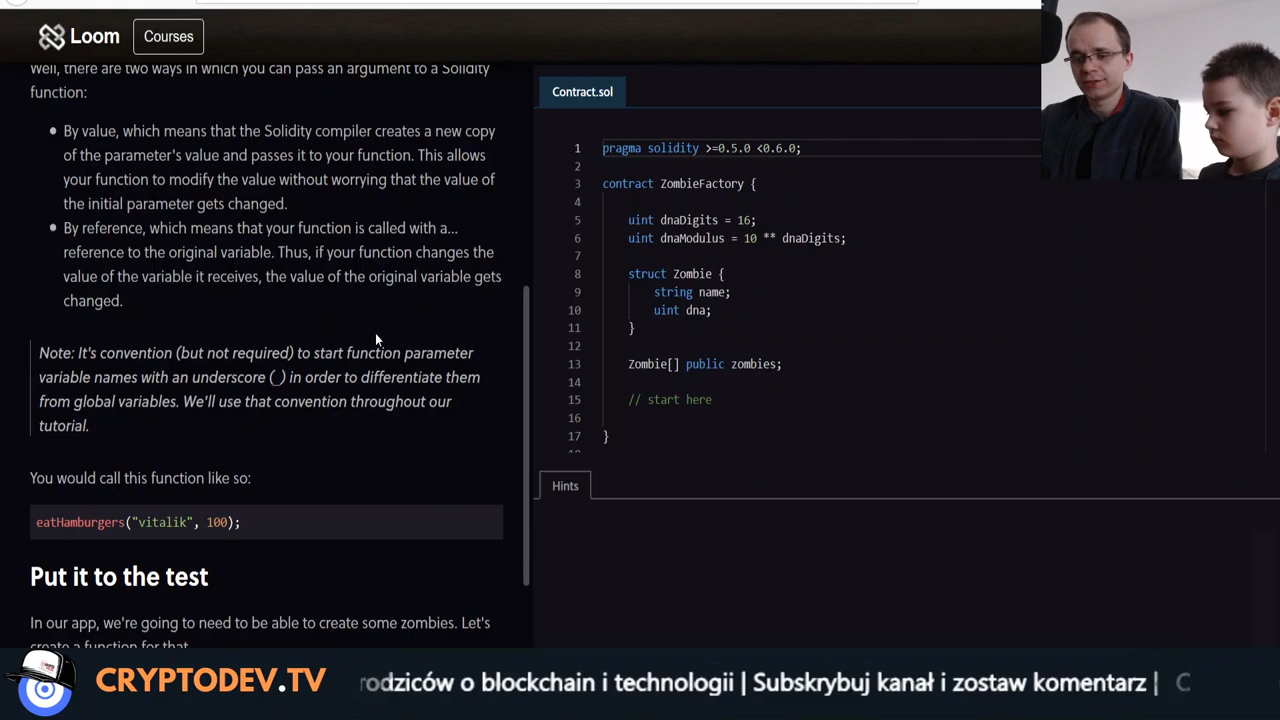 Loom
Courses
Well, there are two ways in which you can pass an argument to a Solidity
function:
By value, which means that the Solidity compiler creates a new copy
of the parameter's value and passes it to your function. This allows
your function to modify the value without worrying that the value of
the initial parameter gets changed.
By reference, which means that your function is called with a...
reference to the original variable. Thus, if your function changes the
value of the variable it receives, the value of the original variable gets
changed.
Note: It's convention (but not required) to start function parameter
variable names with an underscore (_) in order to differentiate them
from global variables. We'll use that convention throughout our
tutorial.
You would call this function like so:
eatHamburgers("vitalik", 100);
Put it to the test
In our app, we're going to need to be able to create some zombies. Let's
create a function for that
Contract.sol
1 pragma solidity >=0.5.0 <0.6.0;
2
3 contract ZombieFactory {
4
5 uint dnaDigits = 16;
6 uint dnaModulus = 10 ** dnaDigits;
7
8 struct Zombie {
9 string name;
10 uint dna;
11 }
12
13 Zombie[] public zombies;
14
15 // start here
16
17 }
Hints
CRYPTODEV.TV
rodziców o blockchain i technologii | Subskrybuj kanał i zostaw komentarz | C